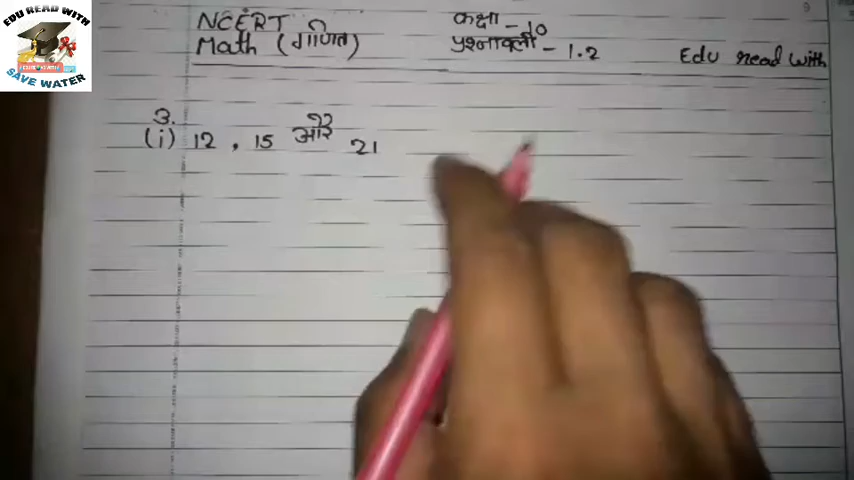 EDU READ WITH
SAVE WATER
NCERT कक्षा - 10
Math (गणित) प्रश्नावली - 1.2 Edu read with
3.
(i) 12 , 15 और 21